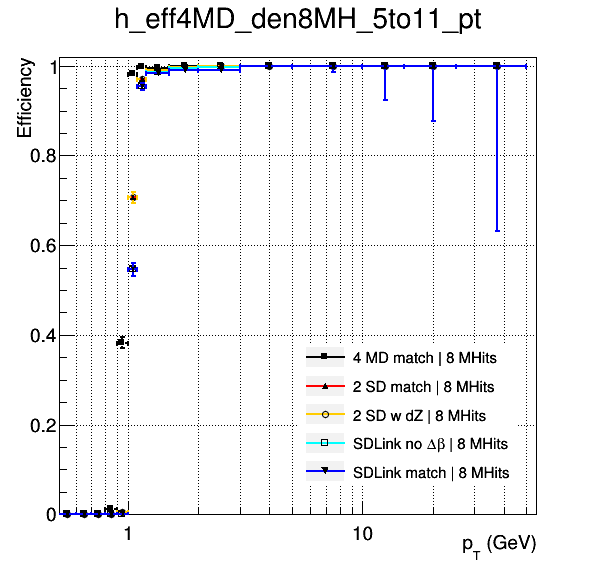 h_eff4MD_den8MH_5to11_pt
Efficiency
1
0.8
0.6
0.4
0.2
0
4 MD match | 8 MHits
2 SD match | 8 MHits
2 SD w dZ | 8 MHits
SDLink no Δβ | 8 MHits
SDLink match | 8 MHits
1 10
p_T (GeV)